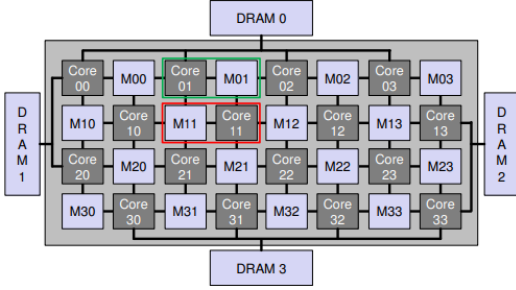 DRAM 0
Core 00 M00 Core 01 M01 Core 02 M02 Core 03 M03
M10 Core 10 M11 Core 11 M12 Core 12 M13 Core 13
Core 20 M20 Core 21 M21 Core 22 M22 Core 23 M23
M30 Core 30 M31 Core 31 M32 Core 32 M33 Core 33
DRAM 1
DRAM 2
DRAM 3